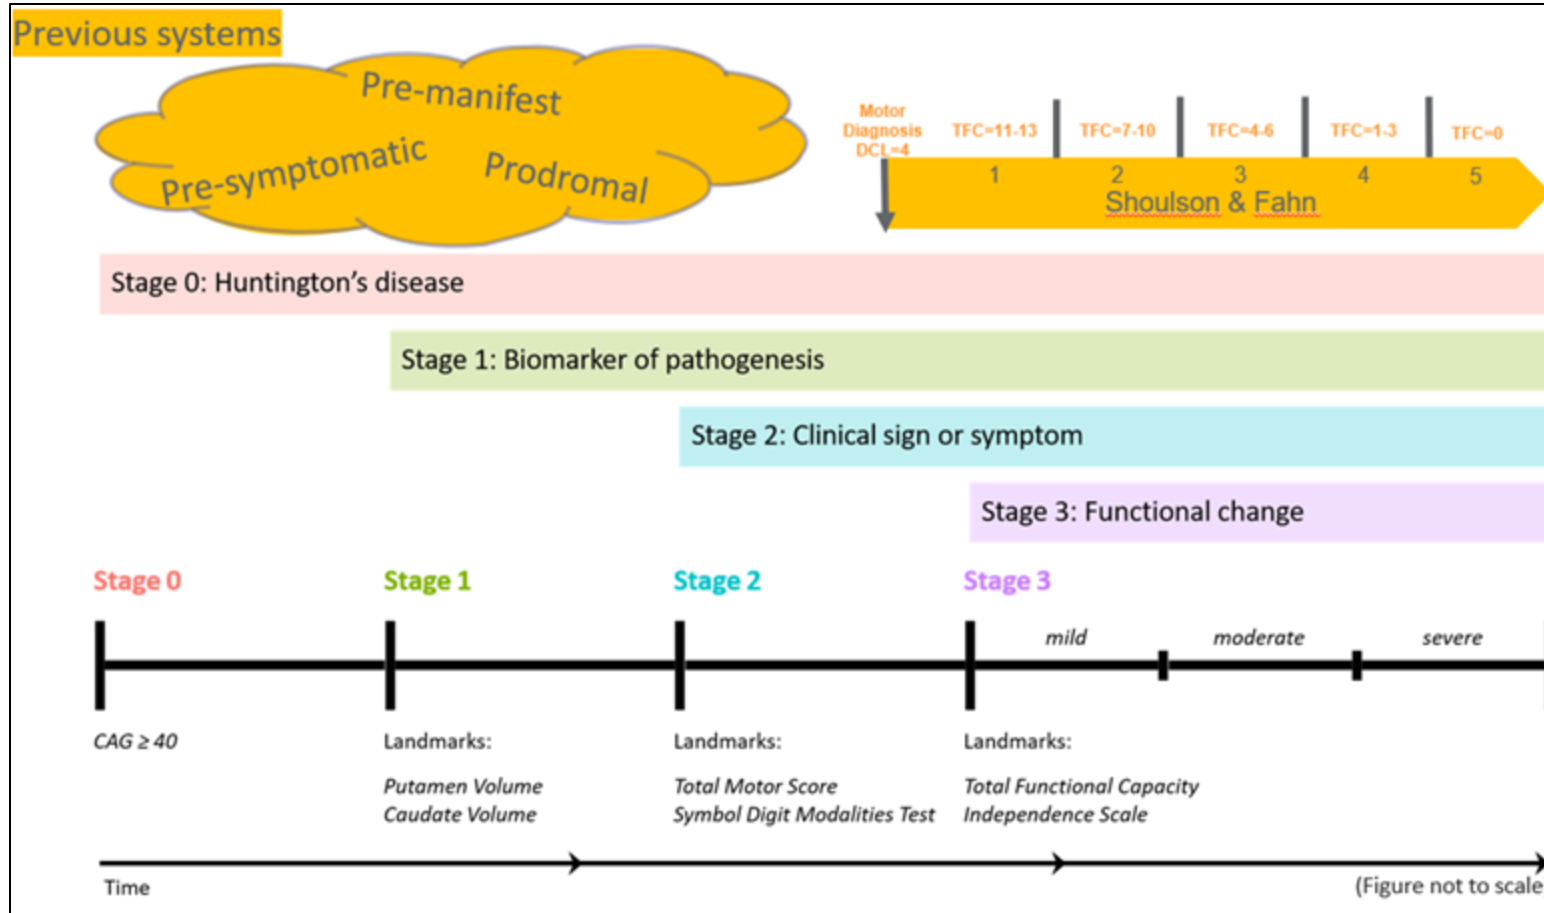 Previous systems
Pre-manifest
Pre-symptomatic
Prodromal
Motor
Diagnosis
DCL=4
TFC=11-13
TFC=7-10
TFC=4-6
TFC=1-3
TFC=0
1
2
3
4
5
Shoulson & Fahn
Stage 0: Huntington’s disease
Stage 1: Biomarker of pathogenesis
Stage 2: Clinical sign or symptom
Stage 3: Functional change
Stage 0
Stage 1
Stage 2
Stage 3
mild
moderate
severe
CAG ≥ 40
Landmarks:
Putamen Volume
Caudate Volume
Landmarks:
Total Motor Score
Symbol Digit Modalities Test
Landmarks:
Total Functional Capacity
Independence Scale
Time
(Figure not to scale